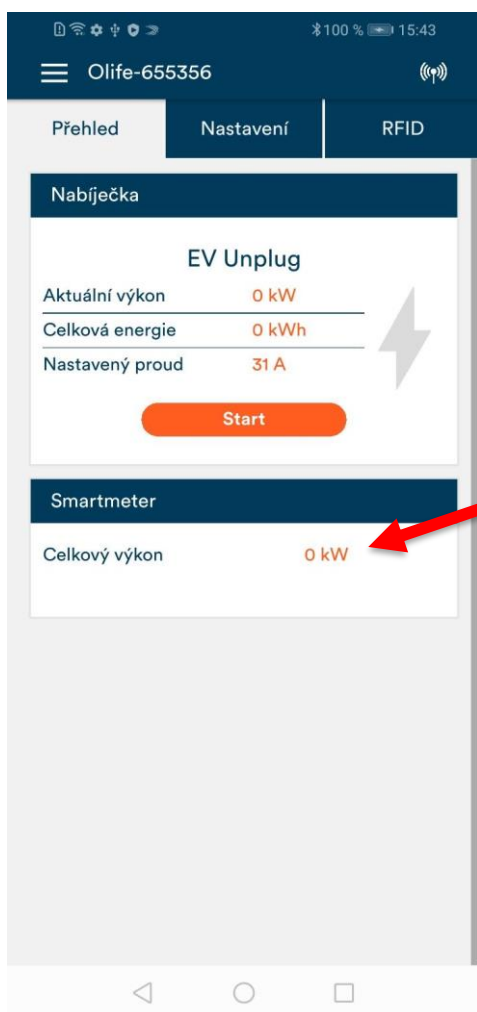 100 % 15:43
Olife-655356
Přehled Nastavení RFID
Nabíječka
EV Unplug
Aktuální výkon 0 kW
Celková energie 0 kWh
Nastavený proud 31 A
Start
Smartmeter
Celkový výkon 0 kW